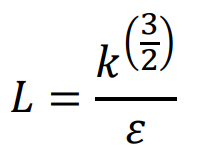 L = k^(3/2) / ε